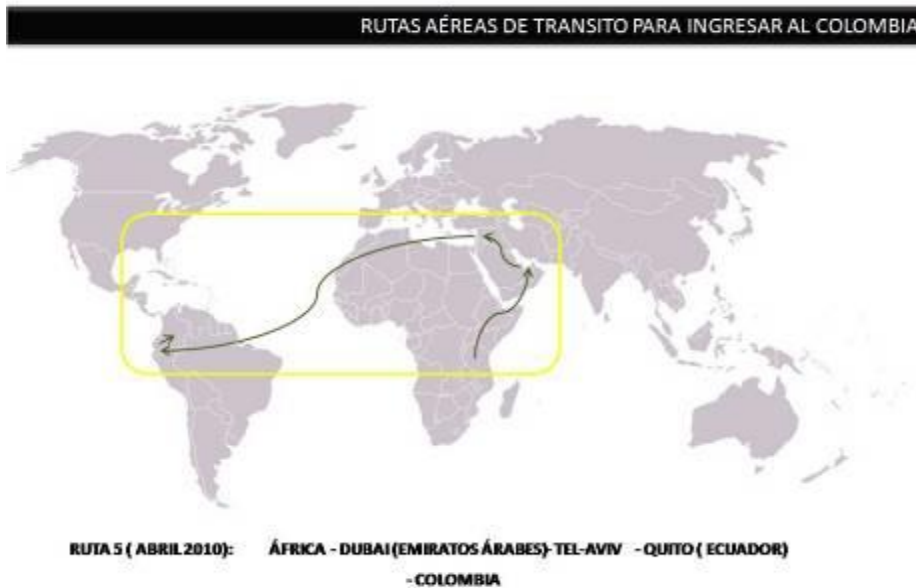 RUTAS AÉREAS DE TRANSITO PARA INGRESAR AL COLOMBIA
RUTA 5 ( ABRIL 2010): ÁFRICA - DUBAI (EMIRATOS ÁRABES)- TEL-AVIV - QUITO ( ECUADOR)
- COLOMBIA